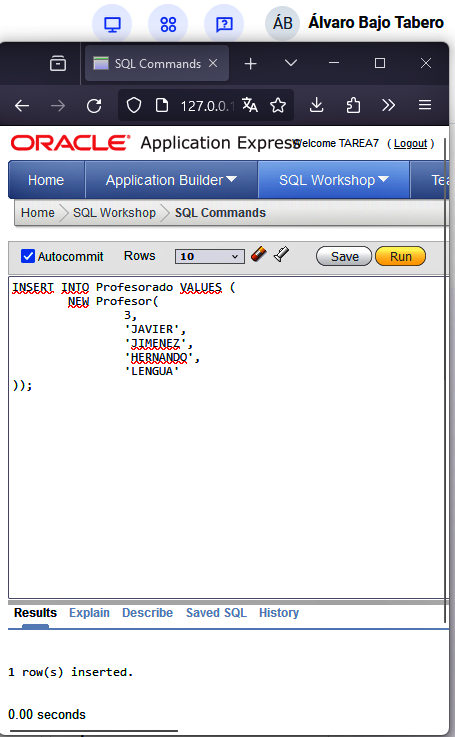 ÁB Álvaro Bajo Tabero
SQL Commands
127.0.0.1
ORACLE Application Express
Welcome TAREA7 ( Logout )
Home Application Builder SQL Workshop
Home SQL Workshop SQL Commands
Autocommit Rows 10 Save Run
INSERT INTO Profesorado VALUES (
NEW Profesor(
3,
'JAVIER',
'JIMENEZ',
'HERNANDO',
'LENGUA'
));
Results Explain Describe Saved SQL History
1 row(s) inserted.
0.00 seconds